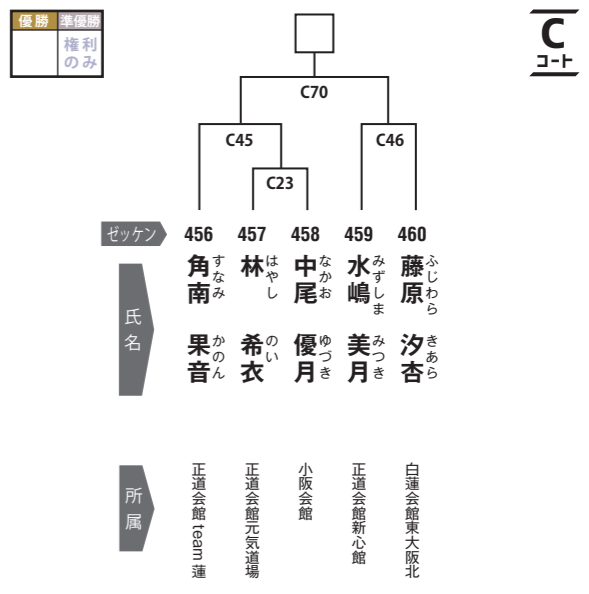 優勝 準優勝
権利
のみ
C
コート
C70
C45
C46
C23
ゼッケン
456 457 458 459 460
氏名
角南 果音
すなみ かのん
林 希衣
はやし のい
中尾 優月
なかお ゆづき
水嶋 美月
みずしま みつき
藤原 汐杏
ふじわら きあら
所属
正道会館 team 蓮
正道会館元気道場
小阪会館
正道会館新心館
白蓮会館東大阪北